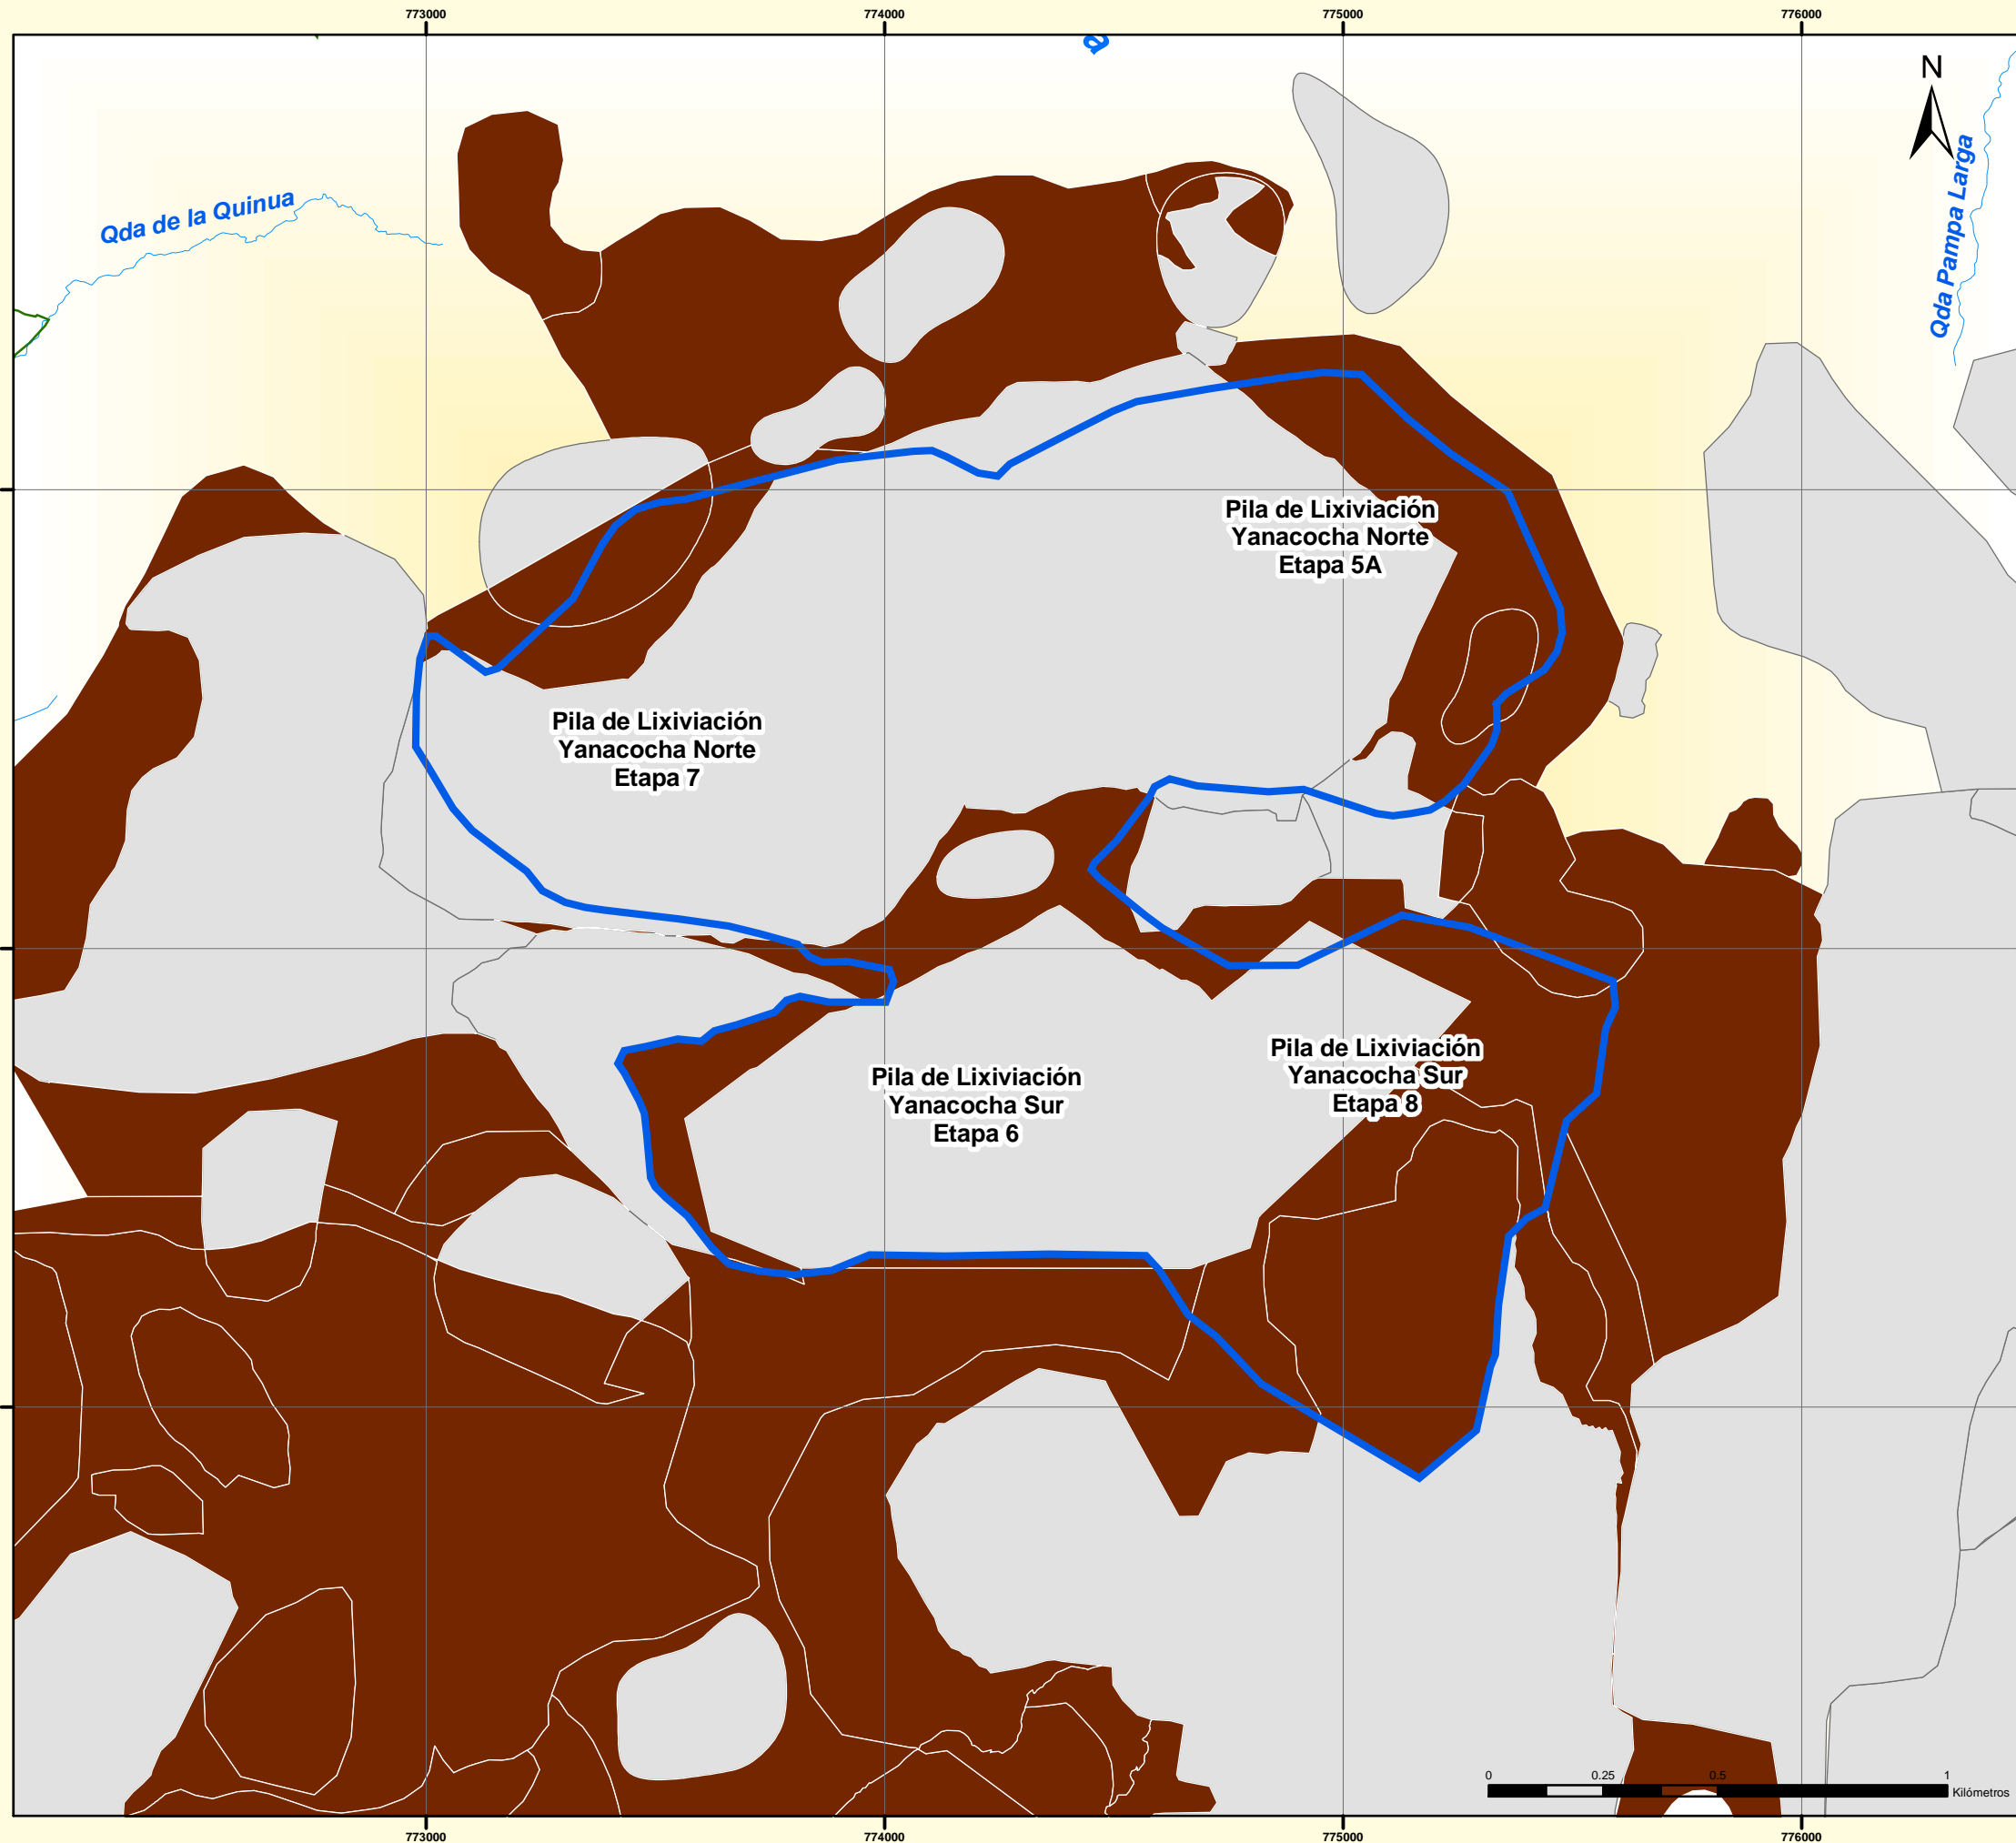 773000 774000 775000 776000
N
Qda de la Quinua
Qda Pampa Larga
Pila de Lixiviación
Yanacocha Norte
Etapa 5A
Pila de Lixiviación
Yanacocha Norte
Etapa 7
Pila de Lixiviación
Yanacocha Sur
Etapa 8
Pila de Lixiviación
Yanacocha Sur
Etapa 6
0 0.25 0.5 1
Kilómetros
773000 774000 775000 776000